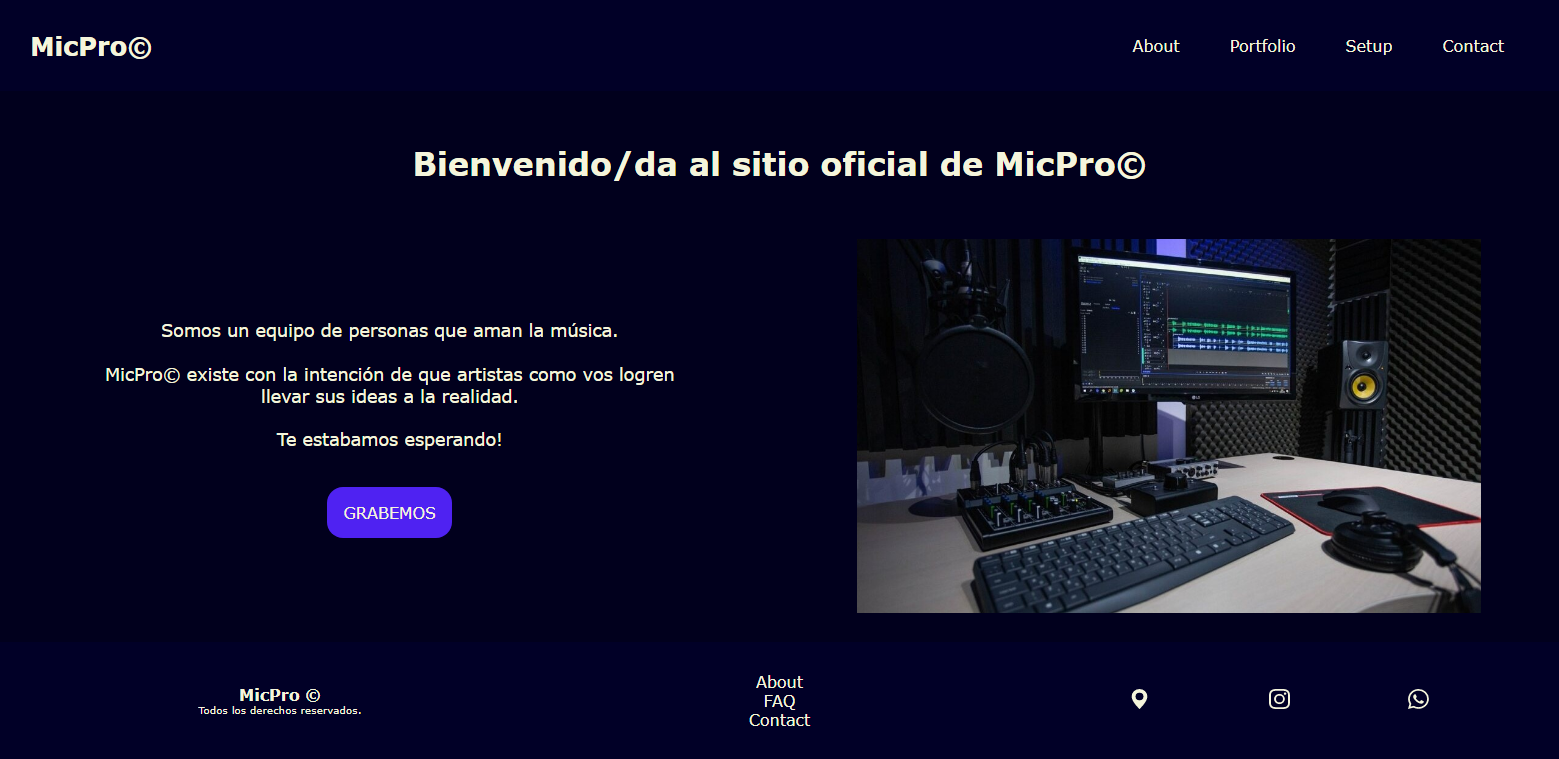 MicPro©
About Portfolio Setup Contact
Bienvenido/da al sitio oficial de MicPro©
Somos un equipo de personas que aman la música.
MicPro© existe con la intención de que artistas como vos logren
llevar sus ideas a la realidad.
Te estabamos esperando!
GRABEMOS
MicPro ©
Todos los derechos reservados.
About
FAQ
Contact